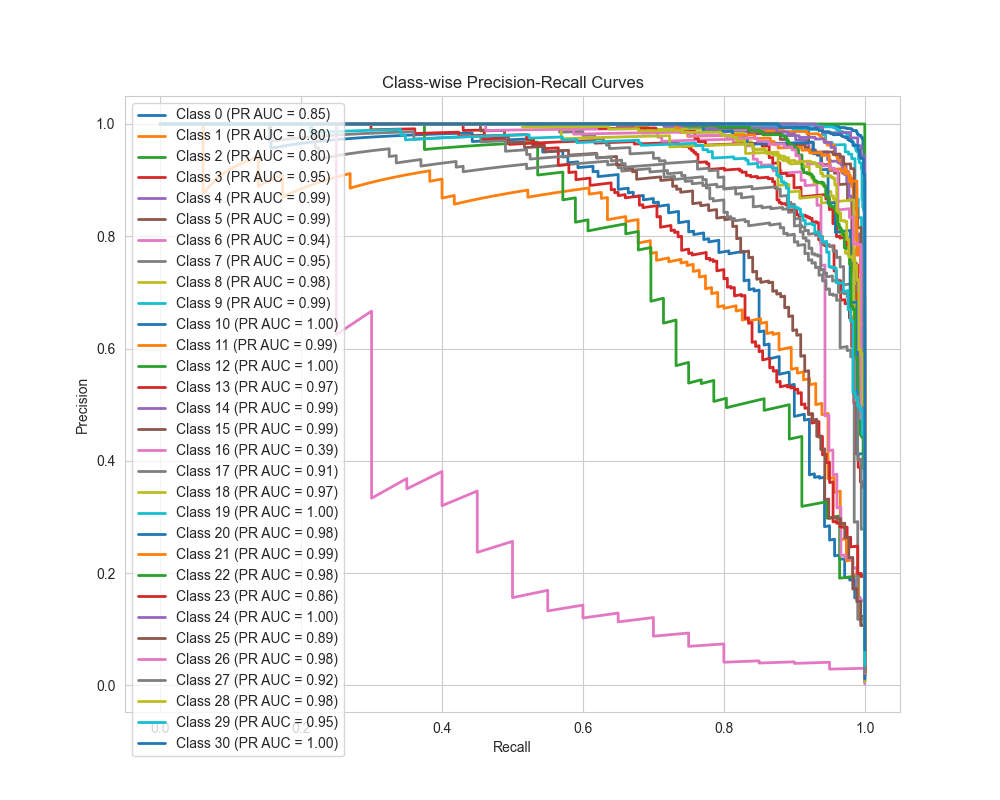 Class-wise Precision-Recall Curves
1.0
0.8
0.6
0.4
0.2
0.0
Precision
Class 0 (PR AUC = 0.85)
Class 1 (PR AUC = 0.80)
Class 2 (PR AUC = 0.80)
Class 3 (PR AUC = 0.95)
Class 4 (PR AUC = 0.99)
Class 5 (PR AUC = 0.99)
Class 6 (PR AUC = 0.94)
Class 7 (PR AUC = 0.95)
Class 8 (PR AUC = 0.98)
Class 9 (PR AUC = 0.99)
Class 10 (PR AUC = 1.00)
Class 11 (PR AUC = 0.99)
Class 12 (PR AUC = 1.00)
Class 13 (PR AUC = 0.97)
Class 14 (PR AUC = 0.99)
Class 15 (PR AUC = 0.99)
Class 16 (PR AUC = 0.39)
Class 17 (PR AUC = 0.91)
Class 18 (PR AUC = 0.97)
Class 19 (PR AUC = 1.00)
Class 20 (PR AUC = 0.98)
Class 21 (PR AUC = 0.99)
Class 22 (PR AUC = 0.98)
Class 23 (PR AUC = 0.86)
Class 24 (PR AUC = 1.00)
Class 25 (PR AUC = 0.89)
Class 26 (PR AUC = 0.98)
Class 27 (PR AUC = 0.92)
Class 28 (PR AUC = 0.98)
Class 29 (PR AUC = 0.95)
Class 30 (PR AUC = 1.00)
0.0 0.2 0.4 0.6 0.8 1.0
Recall